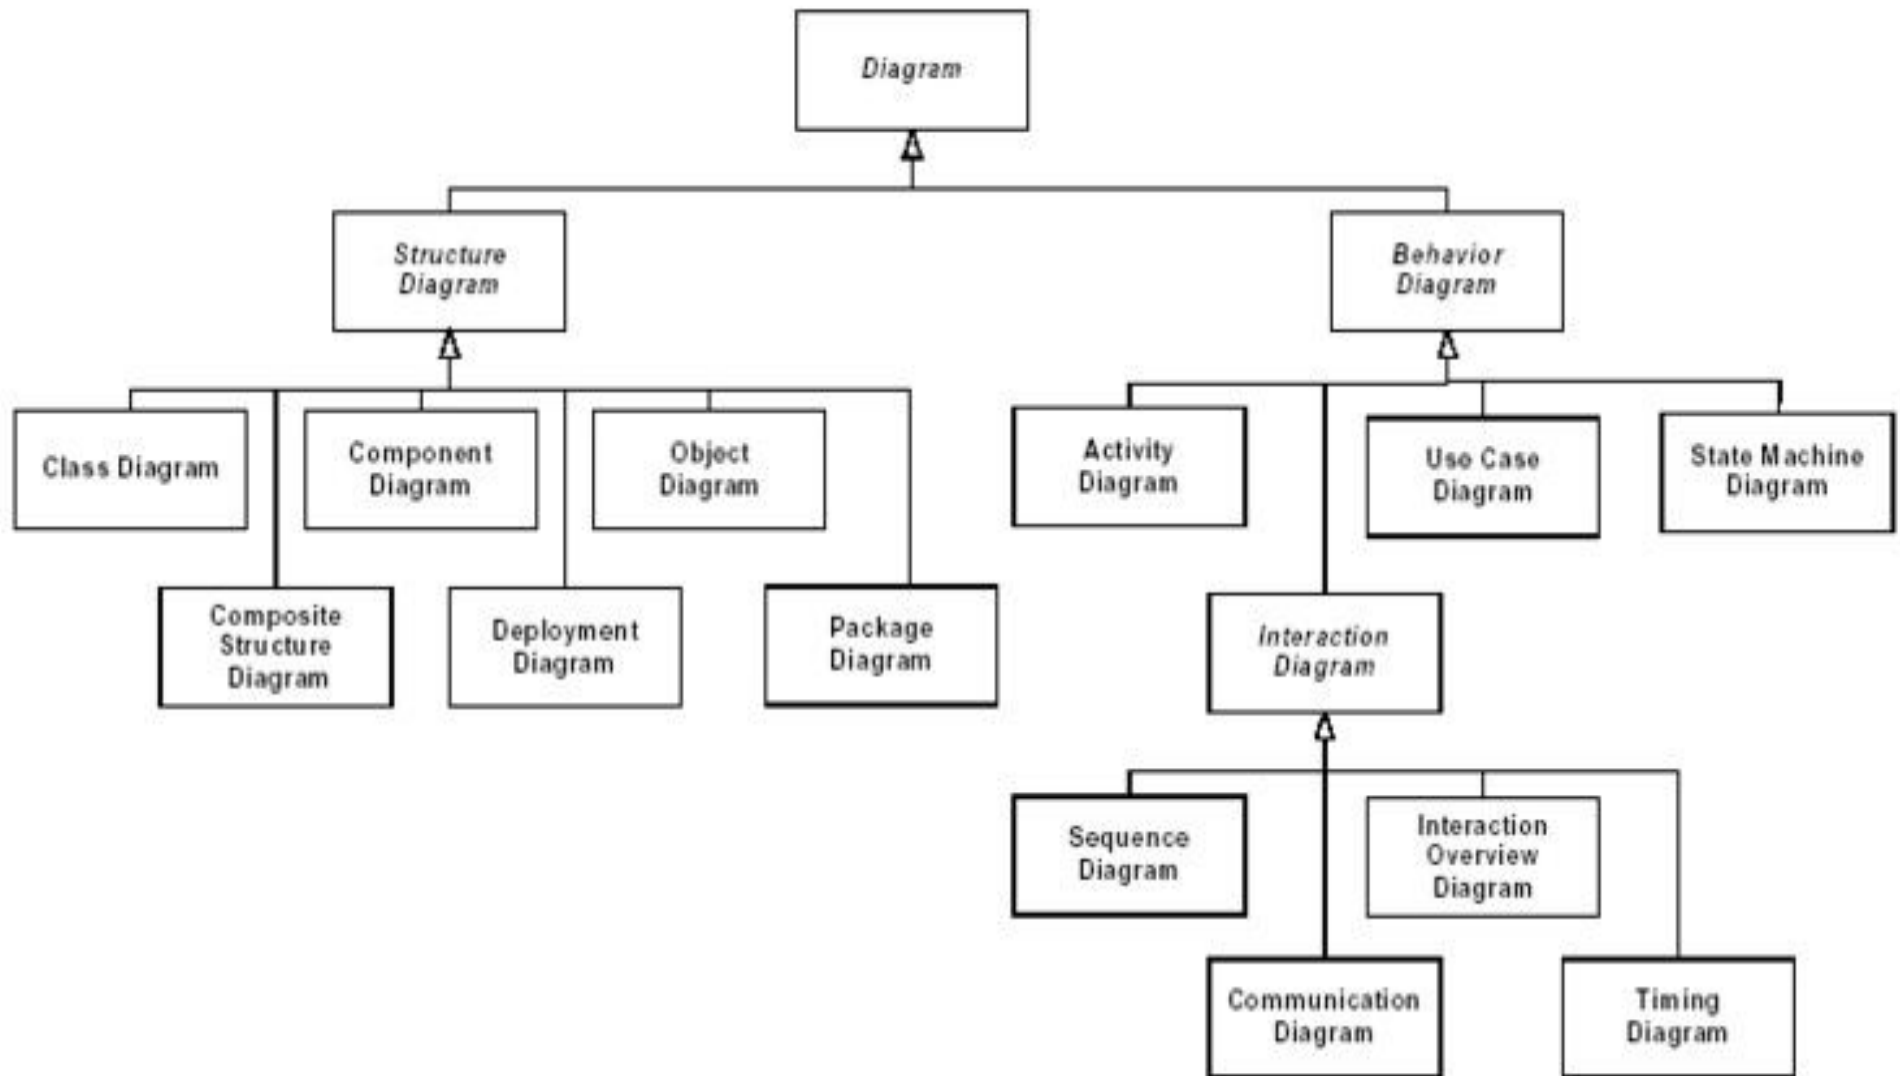 Diagram
Structure
Diagram
Behavior
Diagram
Class Diagram
Component
Diagram
Object
Diagram
Activity
Diagram
Use Case
Diagram
State Machine
Diagram
Composite
Structure
Diagram
Deployment
Diagram
Package
Diagram
Interaction
Diagram
Sequence
Diagram
Interaction
Overview
Diagram
Communication
Diagram
Timing
Diagram